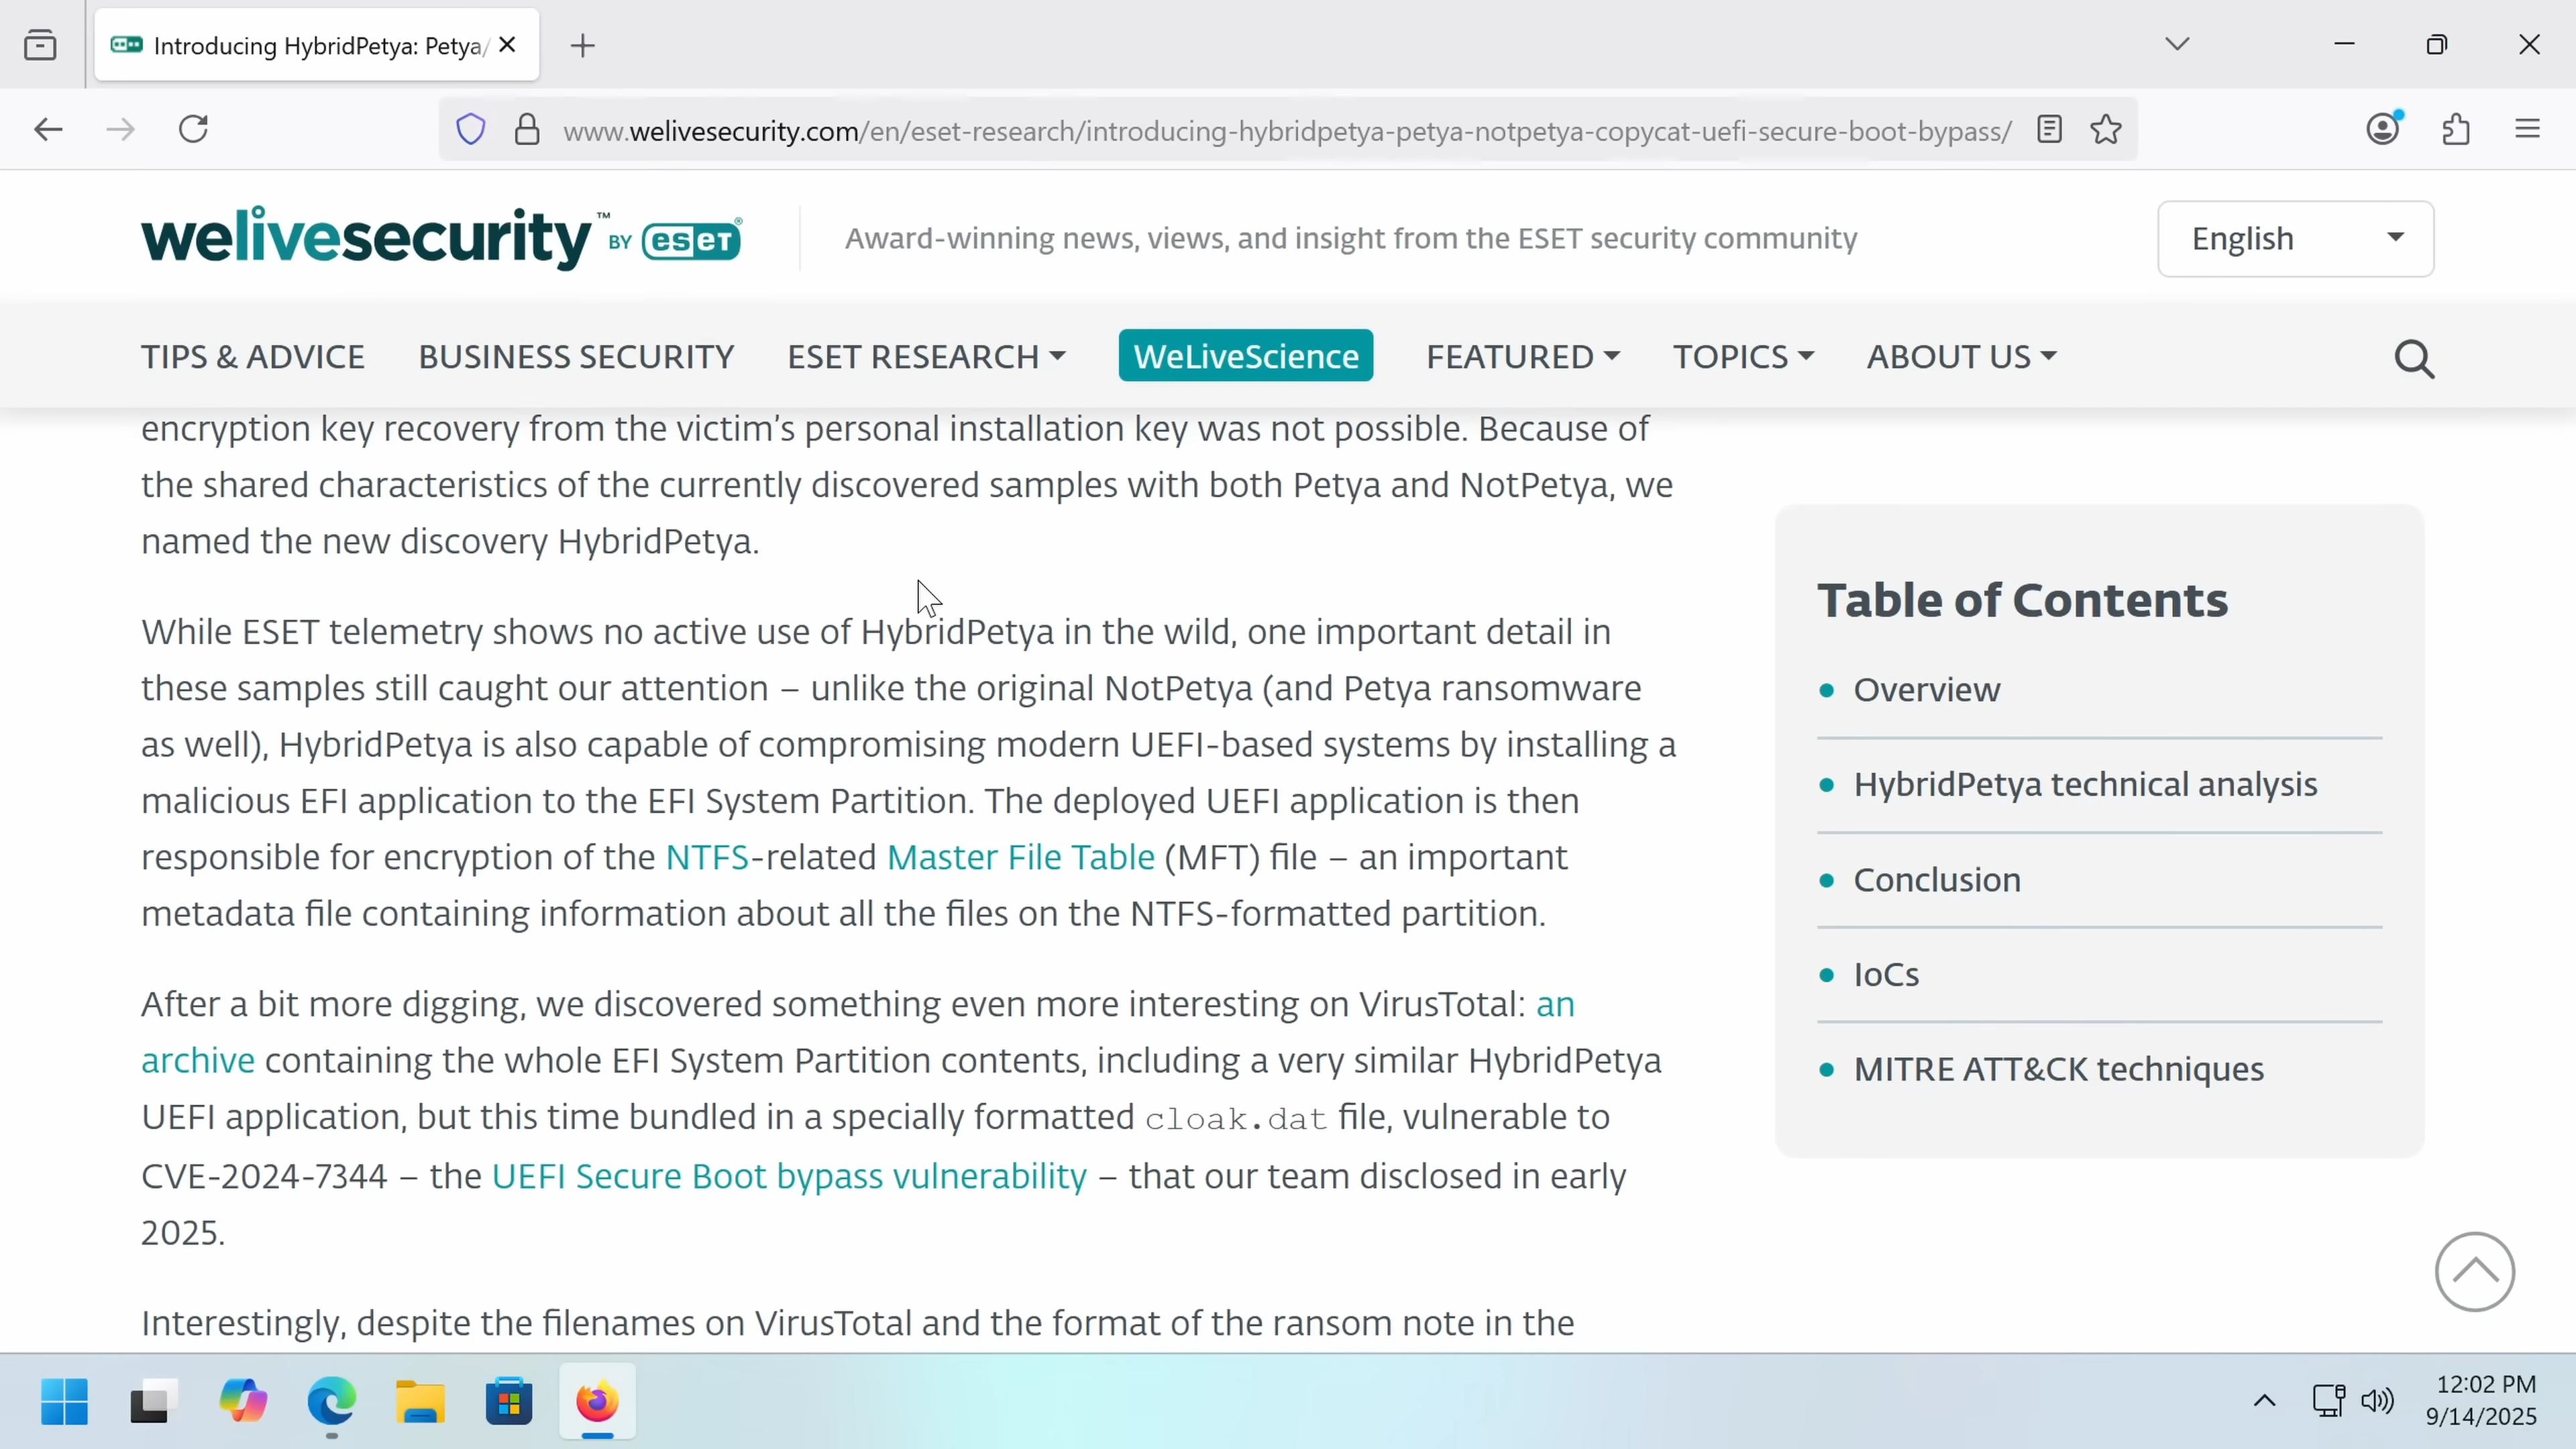 Introducing HybridPetya: Petya/
www.welivesecurity.com/en/eset-research/introducing-hybridpetya-petya-notpetya-copycat-uefi-secure-boot-bypass/
welivesecurity™ BY eset®
Award-winning news, views, and insight from the ESET security community
English
TIPS & ADVICE BUSINESS SECURITY ESET RESEARCH WeLiveScience FEATURED TOPICS ABOUT US
encryption key recovery from the victim’s personal installation key was not possible. Because of
the shared characteristics of the currently discovered samples with both Petya and NotPetya, we
named the new discovery HybridPetya.
While ESET telemetry shows no active use of HybridPetya in the wild, one important detail in
these samples still caught our attention – unlike the original NotPetya (and Petya ransomware
as well), HybridPetya is also capable of compromising modern UEFI-based systems by installing a
malicious EFI application to the EFI System Partition. The deployed UEFI application is then
responsible for encryption of the NTFS-related Master File Table (MFT) file – an important
metadata file containing information about all the files on the NTFS-formatted partition.
After a bit more digging, we discovered something even more interesting on VirusTotal: an
archive containing the whole EFI System Partition contents, including a very similar HybridPetya
UEFI application, but this time bundled in a specially formatted cloak.dat file, vulnerable to
CVE-2024-7344 – the UEFI Secure Boot bypass vulnerability – that our team disclosed in early
2025.
Interestingly, despite the filenames on VirusTotal and the format of the ransom note in the
Table of Contents
Overview
HybridPetya technical analysis
Conclusion
IoCs
MITRE ATT&CK techniques
12:02 PM
9/14/2025